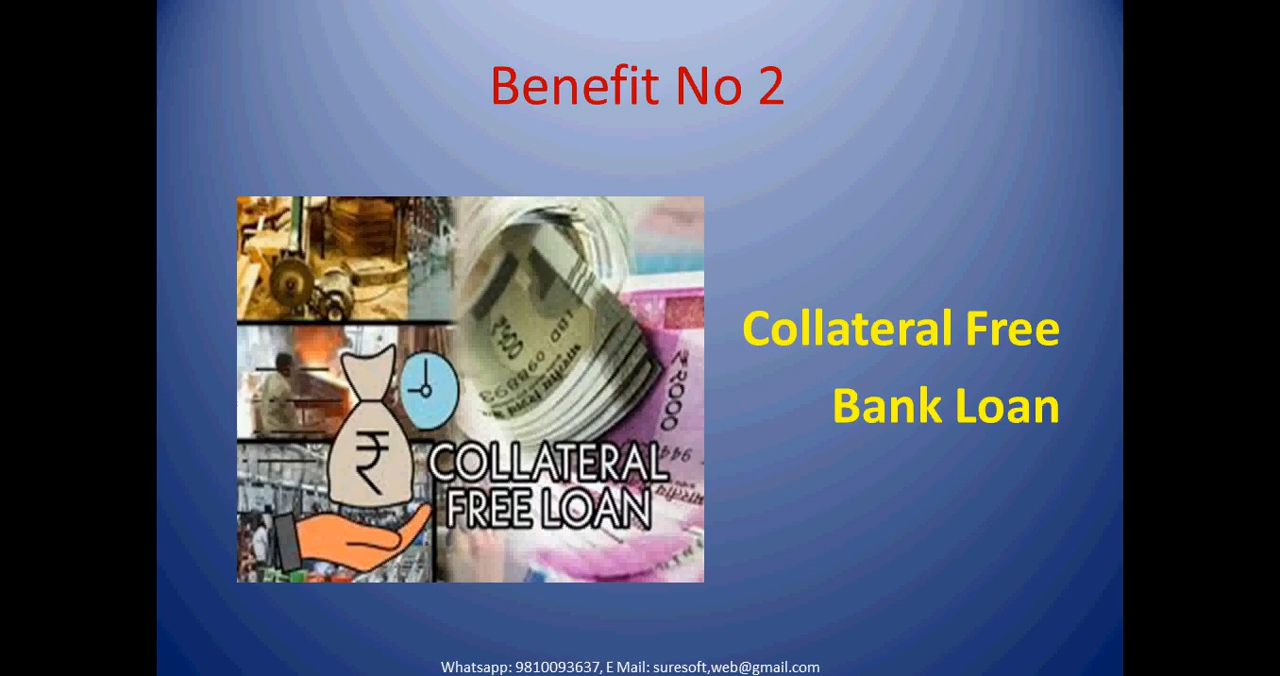 Benefit No 2
Collateral Free
Bank Loan
₹
COLLATERAL
FREE LOAN
Whatsapp: 9810093637, E Mail: suresoft,web@gmail.com